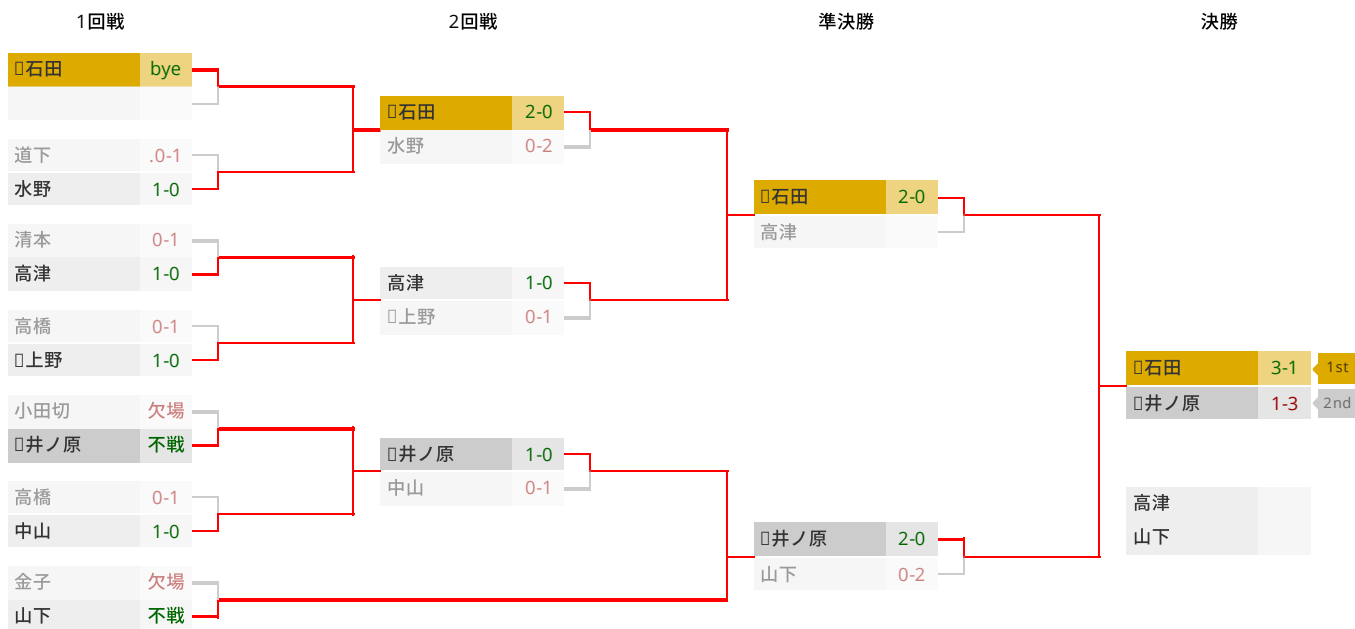 1回戦 2回戦 準決勝 決勝
石田 bye
道下 .0-1
水野 1-0
清本 0-1
高津 1-0
高橋 0-1
上野 1-0
小田切 欠場
井ノ原 不戦
高橋 0-1
中山 1-0
金子 欠場
山下 不戦
石田 2-0
水野 0-2
高津 1-0
上野 0-1
井ノ原 1-0
中山 0-1
石田 2-0
高津
井ノ原 2-0
山下 0-2
石田 3-1 1st
井ノ原 1-3 2nd
高津
山下